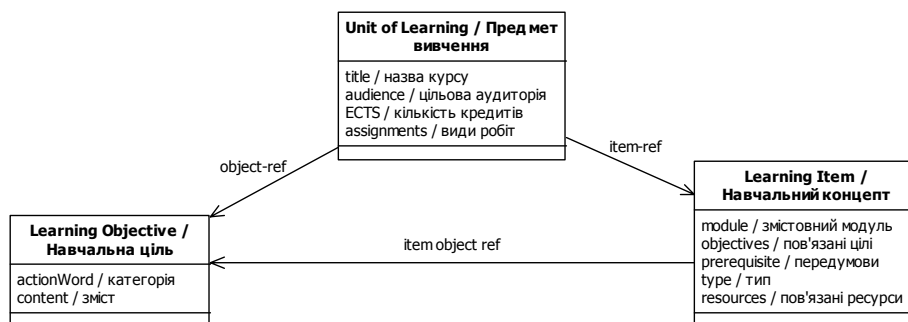 Unit of Learning / Предмет
вивчення
title / назва курсу
audience / цільова аудиторія
ECTS / кількість кредитів
assignments / види робіт
object-ref
item-ref
Learning Item /
Навчальний концепт
module / змістовний модуль
objectives / пов'язані цілі
prerequisite / передумови
type / тип
resources / пов'язані ресурси
Learning Objective /
Навчальна ціль
actionWord / категорія
content / зміст
item object ref